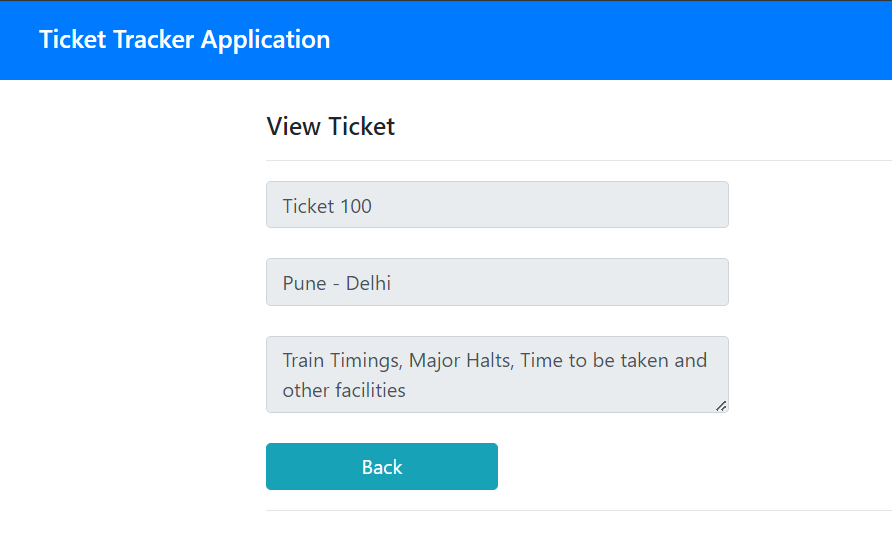 Ticket Tracker Application
View Ticket
Ticket 100
Pune - Delhi
Train Timings, Major Halts, Time to be taken and
other facilities
Back